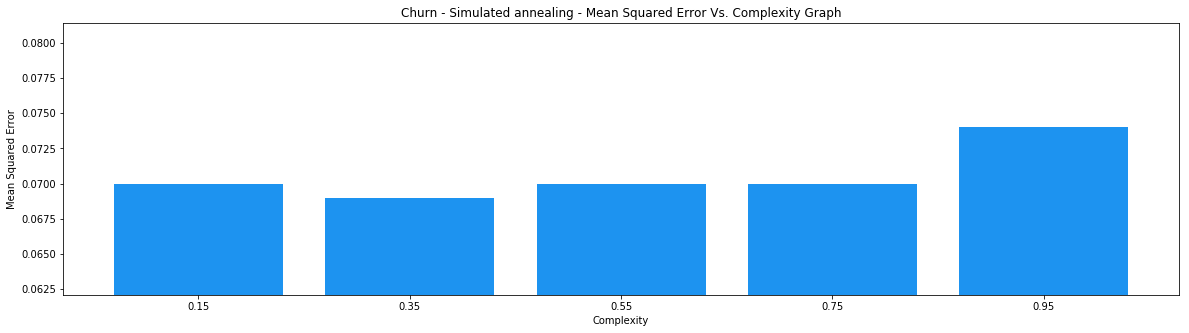 Churn - Simulated annealing - Mean Squared Error Vs. Complexity Graph
Mean Squared Error
0.0800
0.0775
0.0750
0.0725
0.0700
0.0675
0.0650
0.0625
0.15 0.35 0.55 0.75 0.95
Complexity